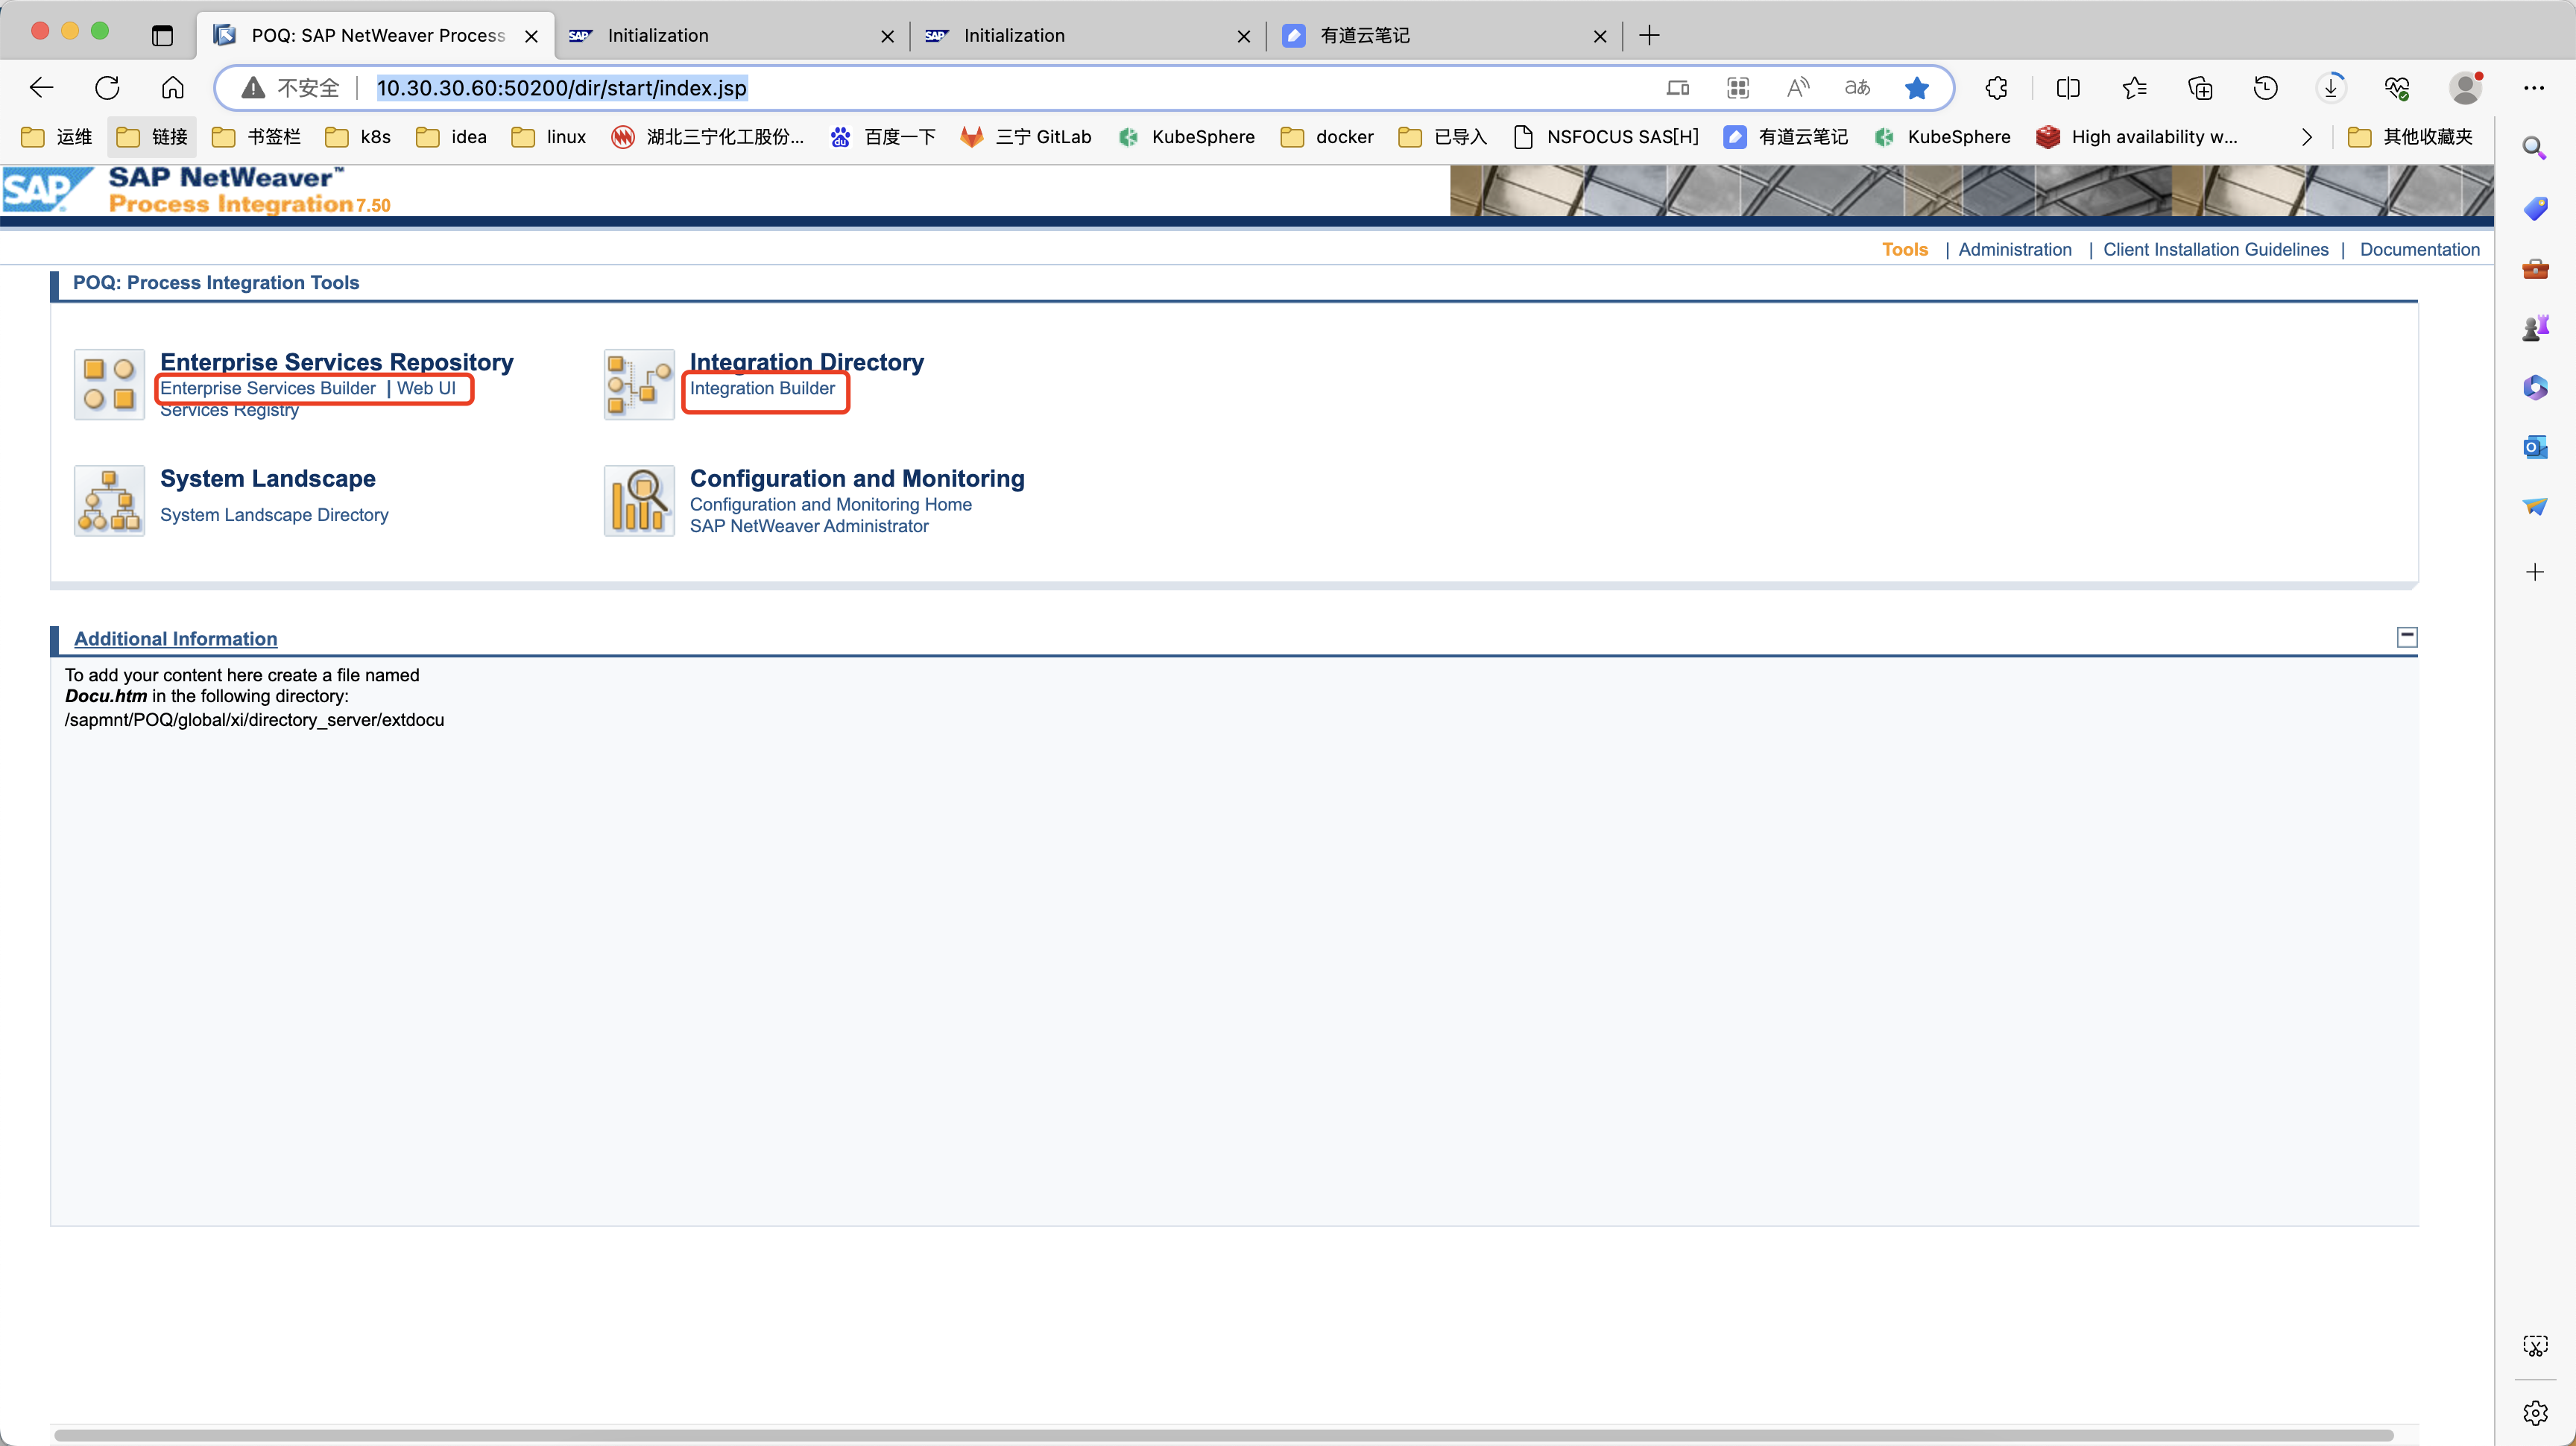 POQ: SAP NetWeaver Process
Initialization
Initialization
有道云笔记
不安全
10.30.30.60:50200/dir/start/index.jsp
运维
链接
书签栏
k8s
idea
linux
湖北三宁化工股份...
百度一下
三宁 GitLab
KubeSphere
docker
已导入
NSFOCUS SAS[H]
有道云笔记
KubeSphere
High availability w...
其他收藏夹
SAP
SAP NetWeaver™
Process Integration 7.50
Tools | Administration | Client Installation Guidelines | Documentation
POQ: Process Integration Tools
Enterprise Services Repository
Enterprise Services Builder | Web UI
Services Registry
Integration Directory
Integration Builder
System Landscape
System Landscape Directory
Configuration and Monitoring
Configuration and Monitoring Home
SAP NetWeaver Administrator
Additional Information
To add your content here create a file named
Docu.htm in the following directory:
/sapmnt/POQ/global/xi/directory_server/extdocu